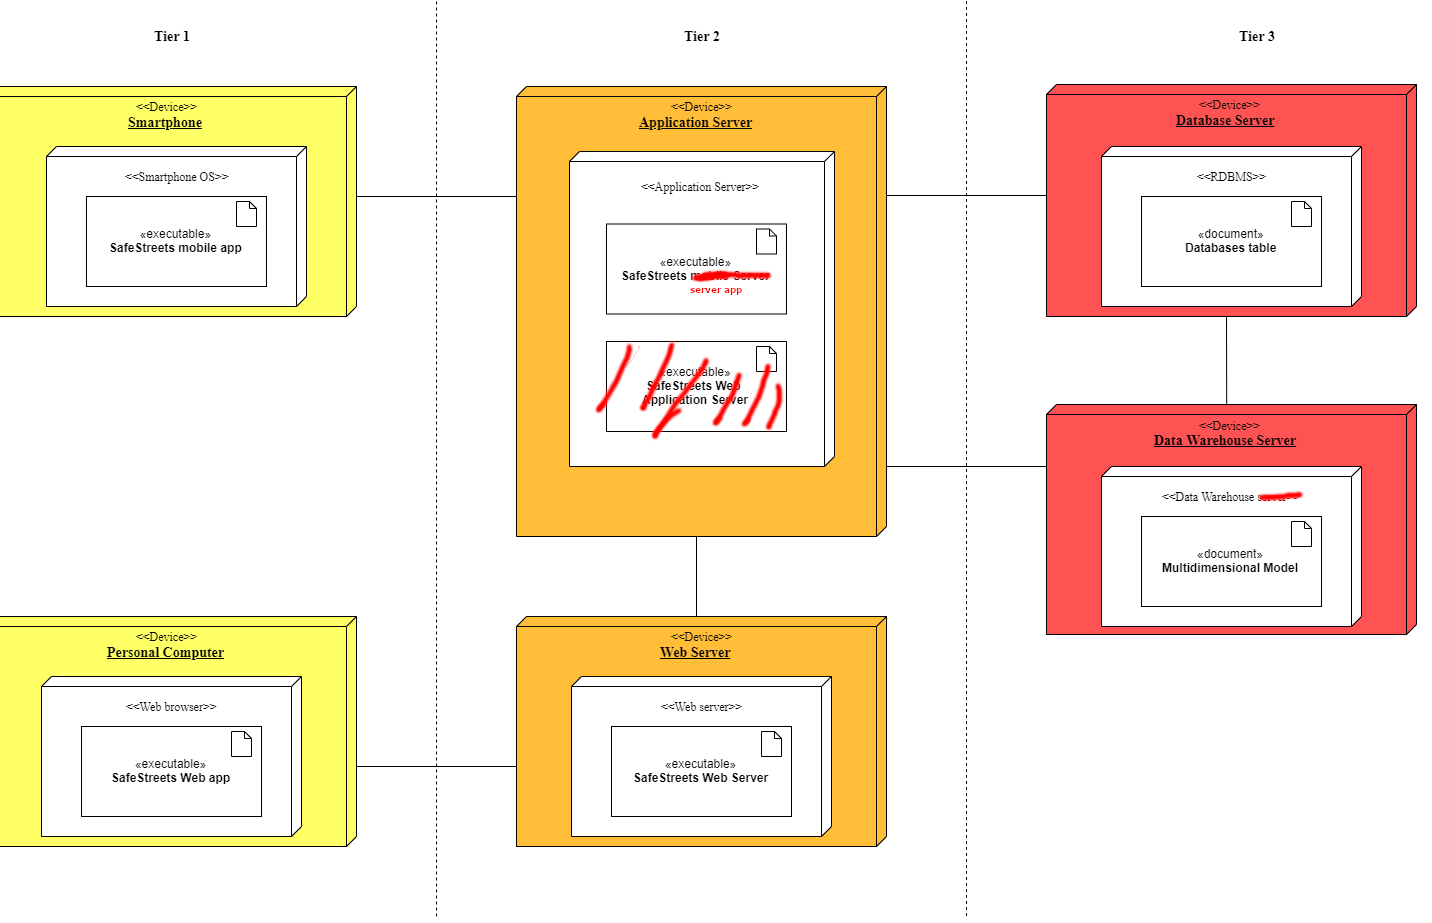 Tier 1
Tier 2
Tier 3
<<Device>>
Smartphone
<<Smartphone OS>>
«executable»
SafeStreets mobile app
<<Device>>
Application Server
<<Application Server>>
«executable»
SafeStreets mobile Server
server app
«executable»
SafeStreets Web
Application Server
<<Device>>
Database Server
<<RDBMS>>
«document»
Databases table
<<Device>>
Data Warehouse Server
<<Data Warehouse server>>
«document»
Multidimensional Model
<<Device>>
Personal Computer
<<Web browser>>
«executable»
SafeStreets Web app
<<Device>>
Web Server
<<Web server>>
«executable»
SafeStreets Web Server